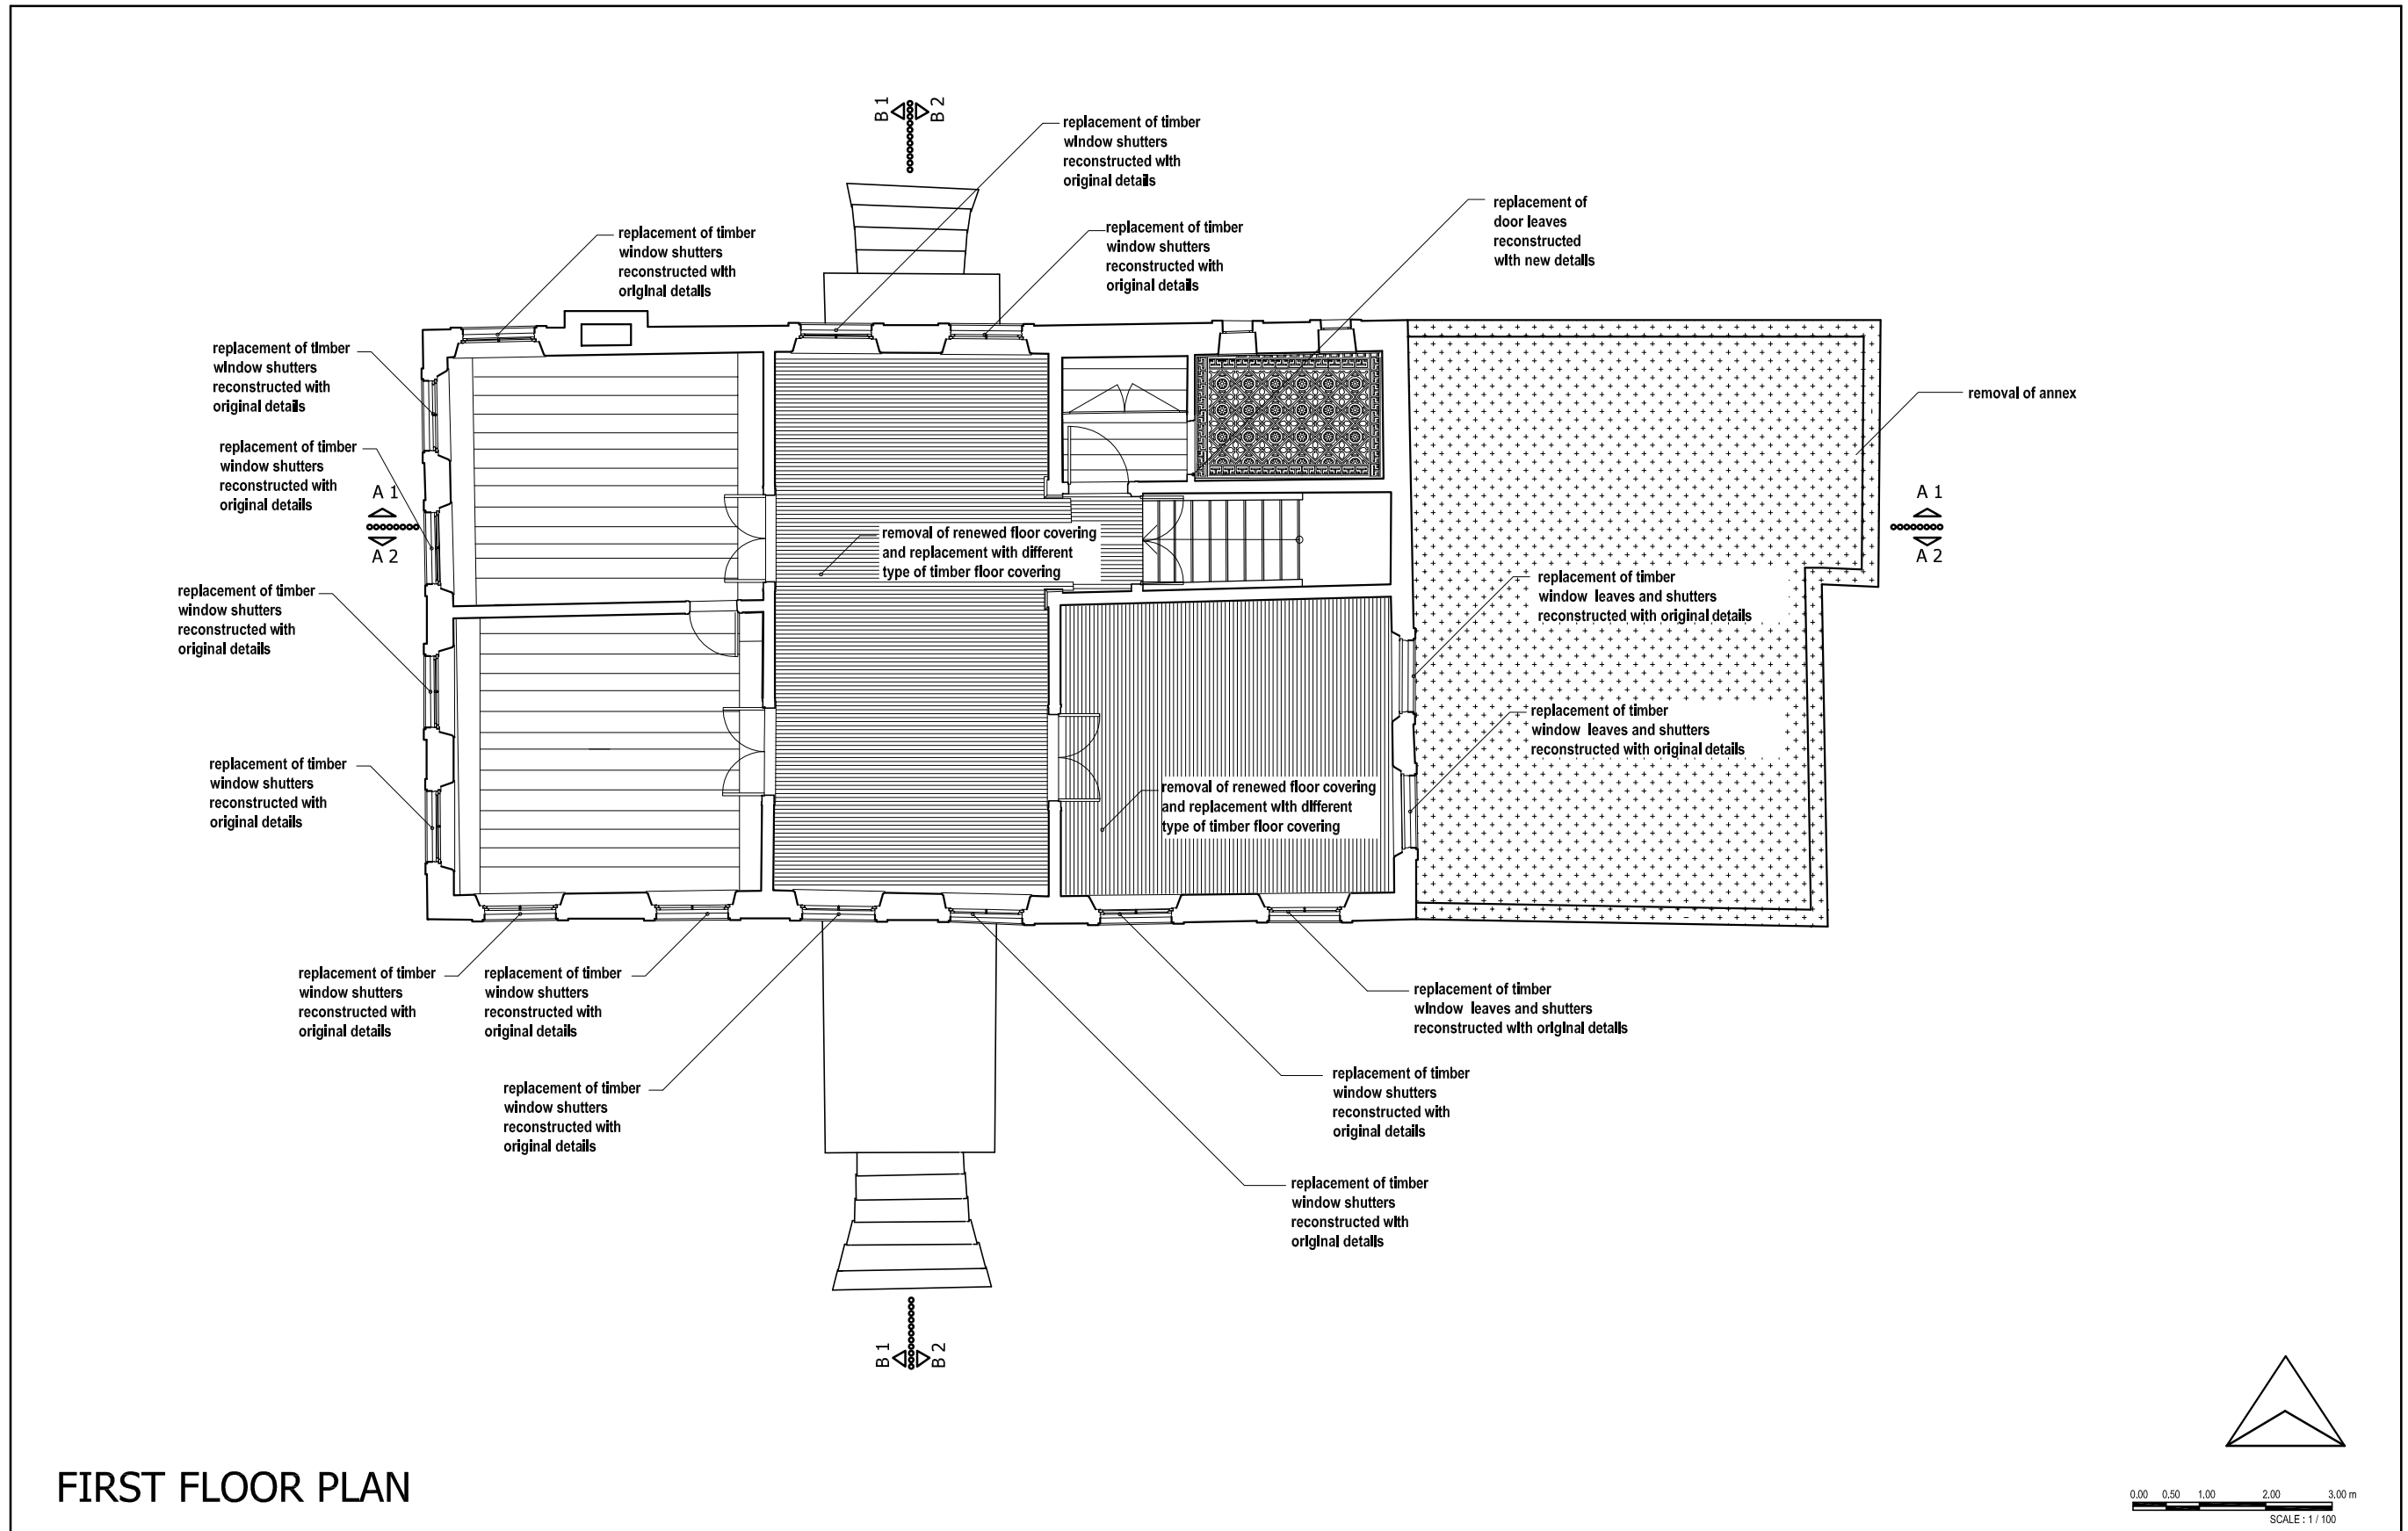 B 1
B 2
replacement of timber
window shutters
reconstructed with
original details
replacement of
door leaves
reconstructed
with new details
replacement of timber
window shutters
reconstructed with
original details
replacement of timber
window shutters
reconstructed with
original details
replacement of timber
window shutters
reconstructed with
original details
removal of annex
replacement of timber
window shutters
reconstructed with
original details
A 1
A 2
A 1
A 2
removal of renewed floor covering
and replacement with different
type of timber floor covering
replacement of timber
window leaves and shutters
reconstructed with original details
replacement of timber
window shutters
reconstructed with
original details
replacement of timber
window leaves and shutters
reconstructed with original details
replacement of timber
window shutters
reconstructed with
original details
removal of renewed floor covering
and replacement with different
type of timber floor covering
replacement of timber
window shutters
reconstructed with
original details
replacement of timber
window shutters
reconstructed with
original details
replacement of timber
window leaves and shutters
reconstructed with original details
replacement of timber
window shutters
reconstructed with
original details
replacement of timber
window shutters
reconstructed with
original details
replacement of timber
window shutters
reconstructed with
original details
B 1
B 2
FIRST FLOOR PLAN
0.00 0.50 1.00 2.00 3.00 m
SCALE : 1 / 100